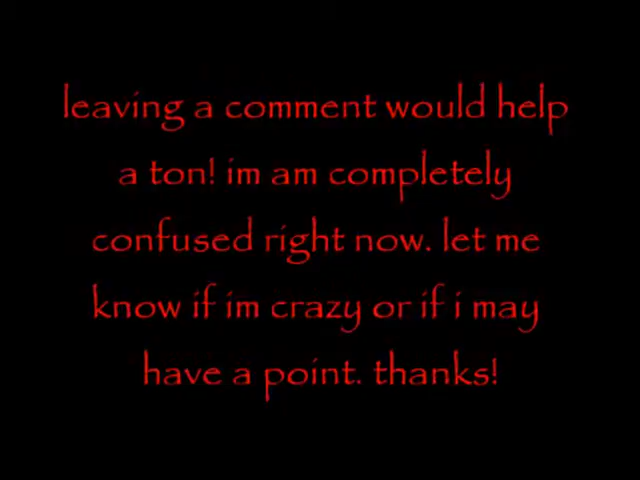 leaving a comment would help
a ton! im am completely
confused right now. let me
know if im crazy or if i may
have a point. thanks!